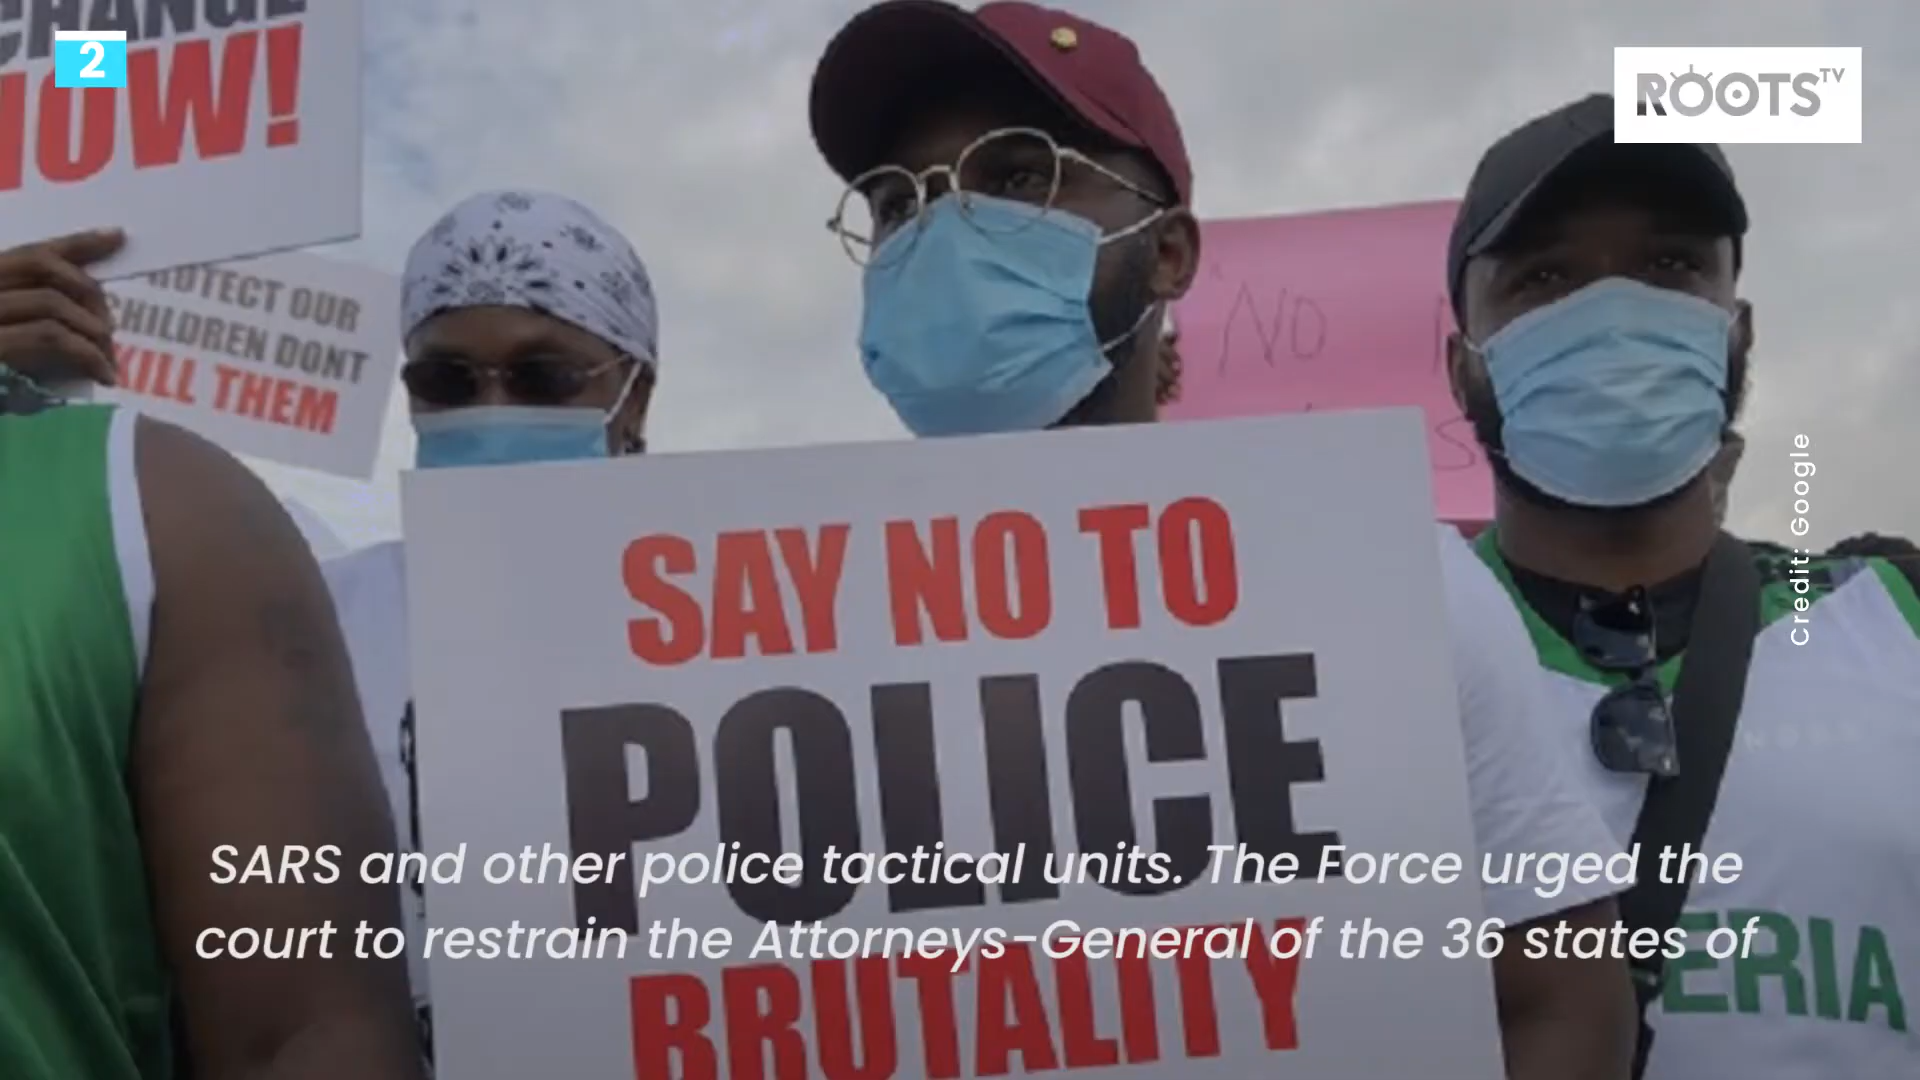 CHANGE
NOW!
2
ROOTS TV
PROTECT OUR
CHILDREN DONT
KILL THEM
NO
SAY NO TO
POLICE
BRUTALITY
Credit: Google
SARS and other police tactical units. The Force urged the
court to restrain the Attorneys-General of the 36 states of
ERIA